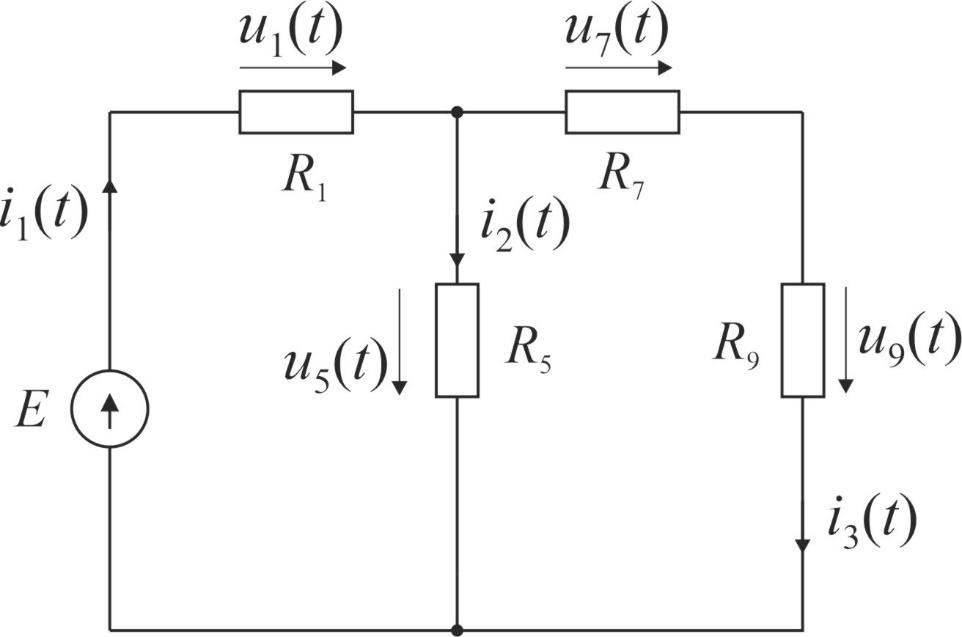 u₁(t)
u₇(t)
R₁
R₇
i₁(t)
i₂(t)
u₅(t)
R₅
R₉
u₉(t)
E
i₃(t)